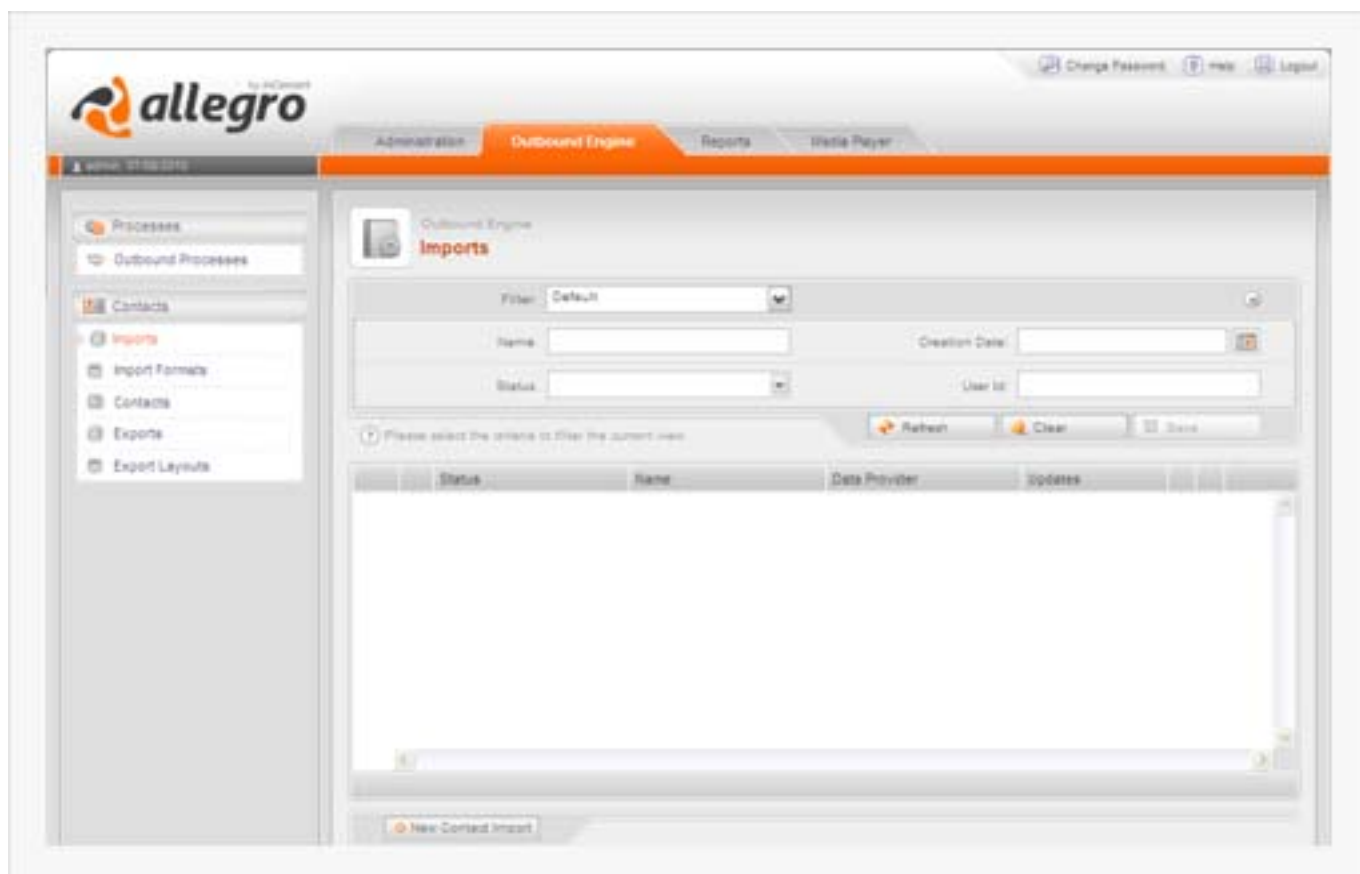 Change Password Help Logout
allegro
Administration Outbound Engine Reports Media Player
admin,
Processes
Outbound Processes
Contacts
Imports
Import Formats
Contacts
Exports
Export Layouts
Outbound Engine
Imports
Filter: Default
Name: Creation Date:
Status: User Id:
Please select the criteria to filter the current view
Refresh Clear Save
Status Name Data Provider Updates
New Contact Import